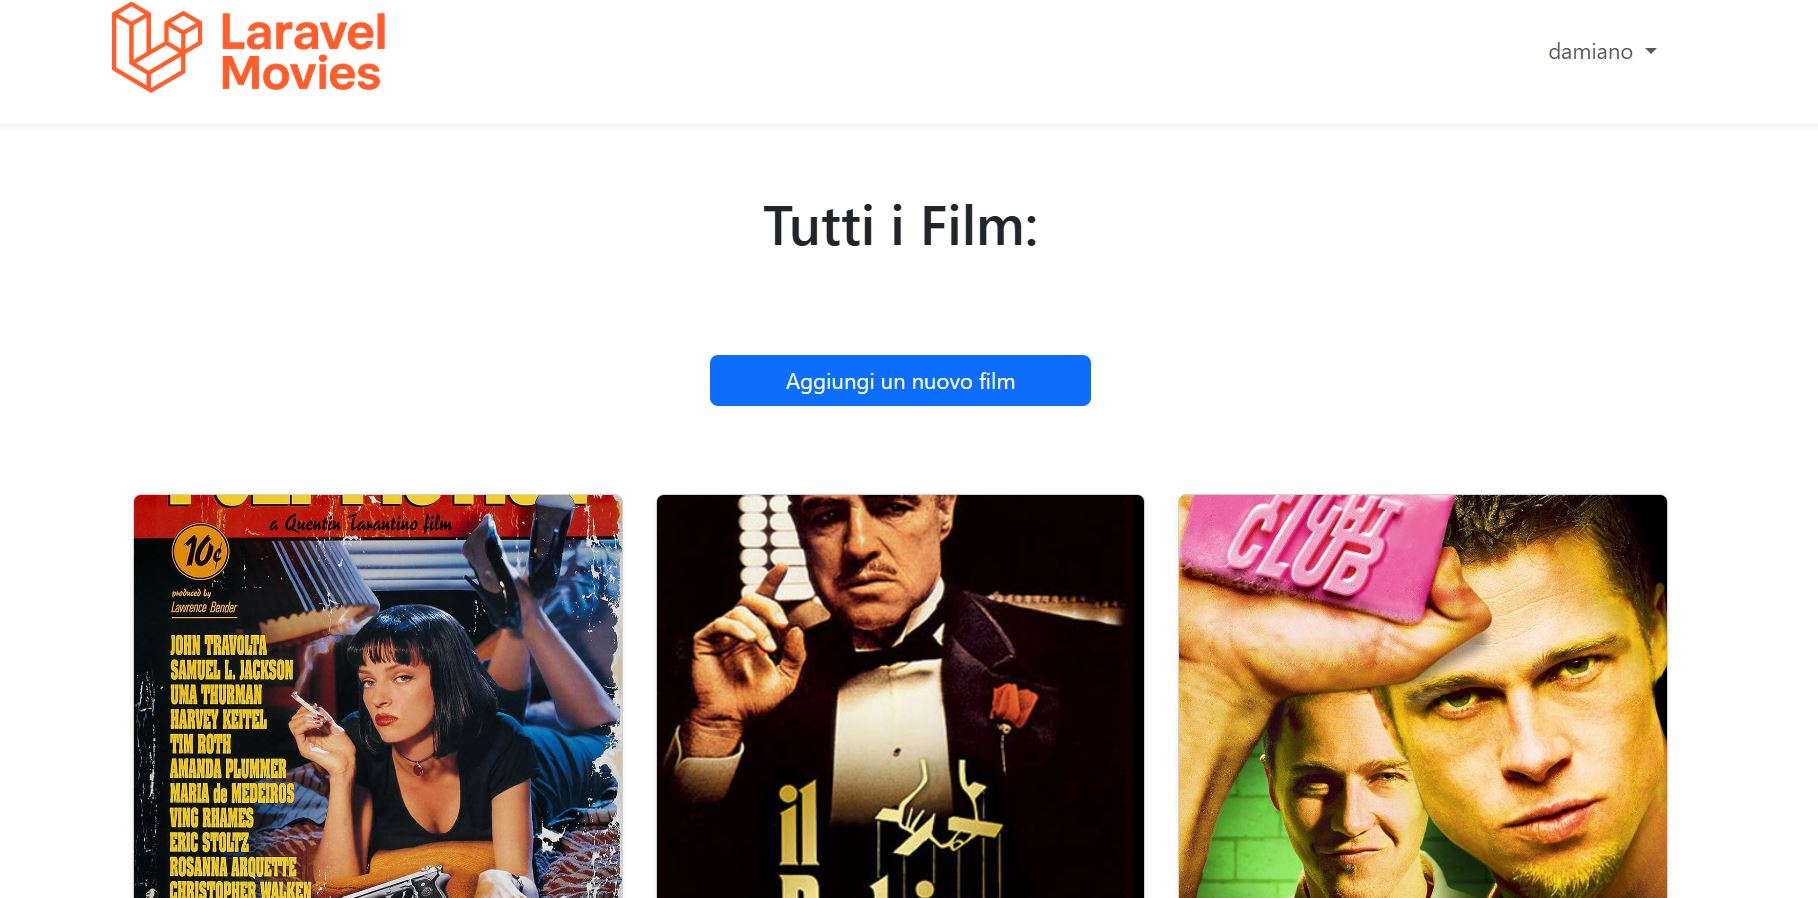 Laravel
Movies
damiano
Tutti i Film:
Aggiungi un nuovo film
a Quentin Tarantino film
10¢
produced by
Lawrence Bender
JOHN TRAVOLTA
SAMUEL L. JACKSON
UMA THURMAN
HARVEY KEITEL
TIM ROTH
AMANDA PLUMMER
MARIA de MEDEIROS
VING RHAMES
ERIC STOLTZ
ROSANNA ARQUETTE
CHRISTOPHER WALKEN
il
FIGHT
CLUB